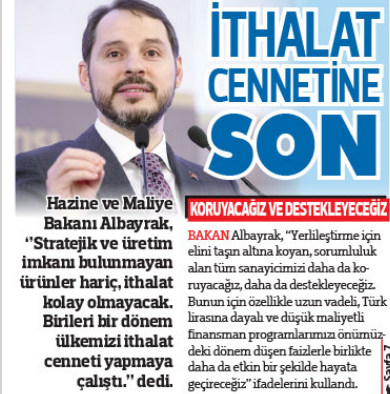 İTHALAT
CENNETİNE
SON
Hazine ve Maliye
Bakanı Albayrak,
“Stratejik ve üretim
imkanı bulunmayan
ürünler hariç, ithalat
kolay olmayacak.
Birileri bir dönem
ülkemizi ithalat
cenneti yapmaya
çalıştı.” dedi.
KORUYACAĞIZ VE DESTEKLEYECEĞİZ
BAKAN Albayrak, “Yerlileştirme için
elini taşın altına koyan, sorumluluk
alan tüm sanayicimizi daha da ko-
ruyacağız, daha da destekleyeceğiz.
Bunun için özellikle uzun vadeli, Türk
lirasına dayalı ve düşük maliyetli
finansman programlarımızı önümüz-
deki dönem düşen faizlerle birlikte
daha da etkin bir şekilde hayata
geçireceğiz” ifadelerini kullandı.
Sayfa 7